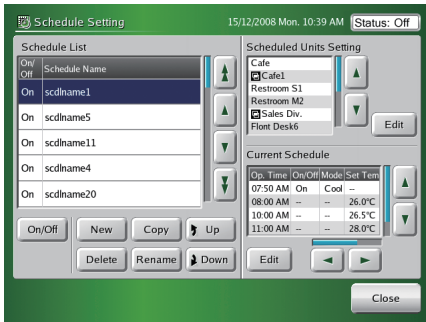 Schedule Setting
15/12/2008 Mon. 10:39 AM
Status: Off
Schedule List
On/Off Schedule Name
On scdlname1
On scdlname5
On scdlname11
On scdlname4
On scdlname20
On/Off
New
Copy
Up
Delete
Rename
Down
Scheduled Units Setting
Cafe
Cafe1
Restroom S1
Restroom M2
Sales Div.
Flont Desk6
Edit
Current Schedule
Op. Time On/Off Mode Set Tem
07:50 AM On Cool --
08:00 AM -- -- 26.0°C
10:00 AM -- -- 26.5°C
11:00 AM -- -- 28.0°C
Edit
Close